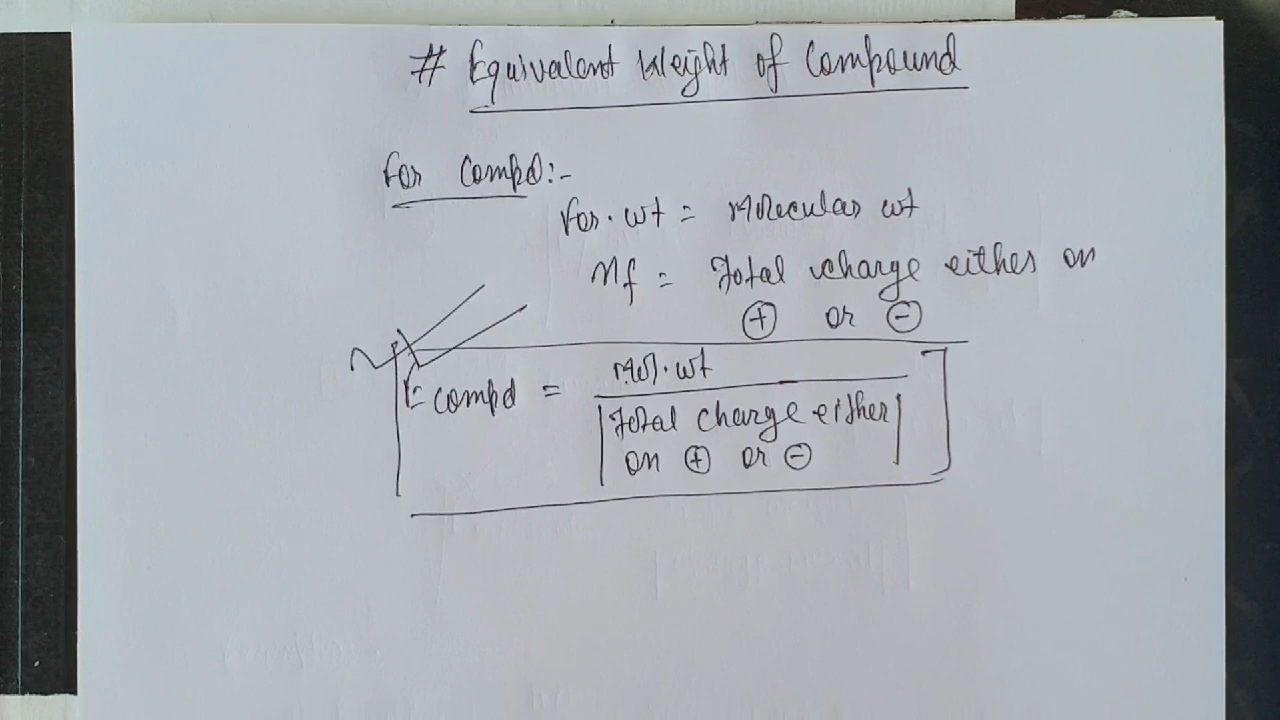 # Equivalent Weight of Compound
For Compd:-
For. wt = Molecular wt
nf = Total charge either on
⊕ or ⊖
E compd = Mol. wt
|Total charge either
on ⊕ or ⊖|